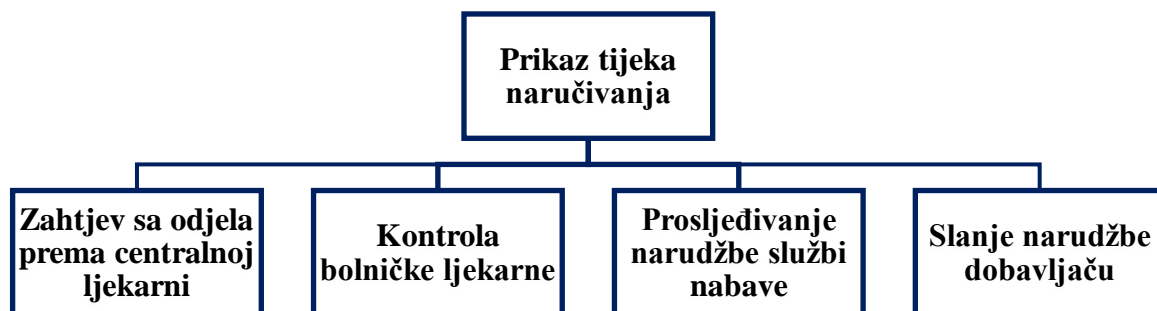 Prikaz tijeka
naručivanja
Zahtjev sa odjela
prema centralnoj
ljekarni
Kontrola
bolničke ljekarne
Prosljeđivanje
narudžbe službi
nabave
Slanje narudžbe
dobavljaču